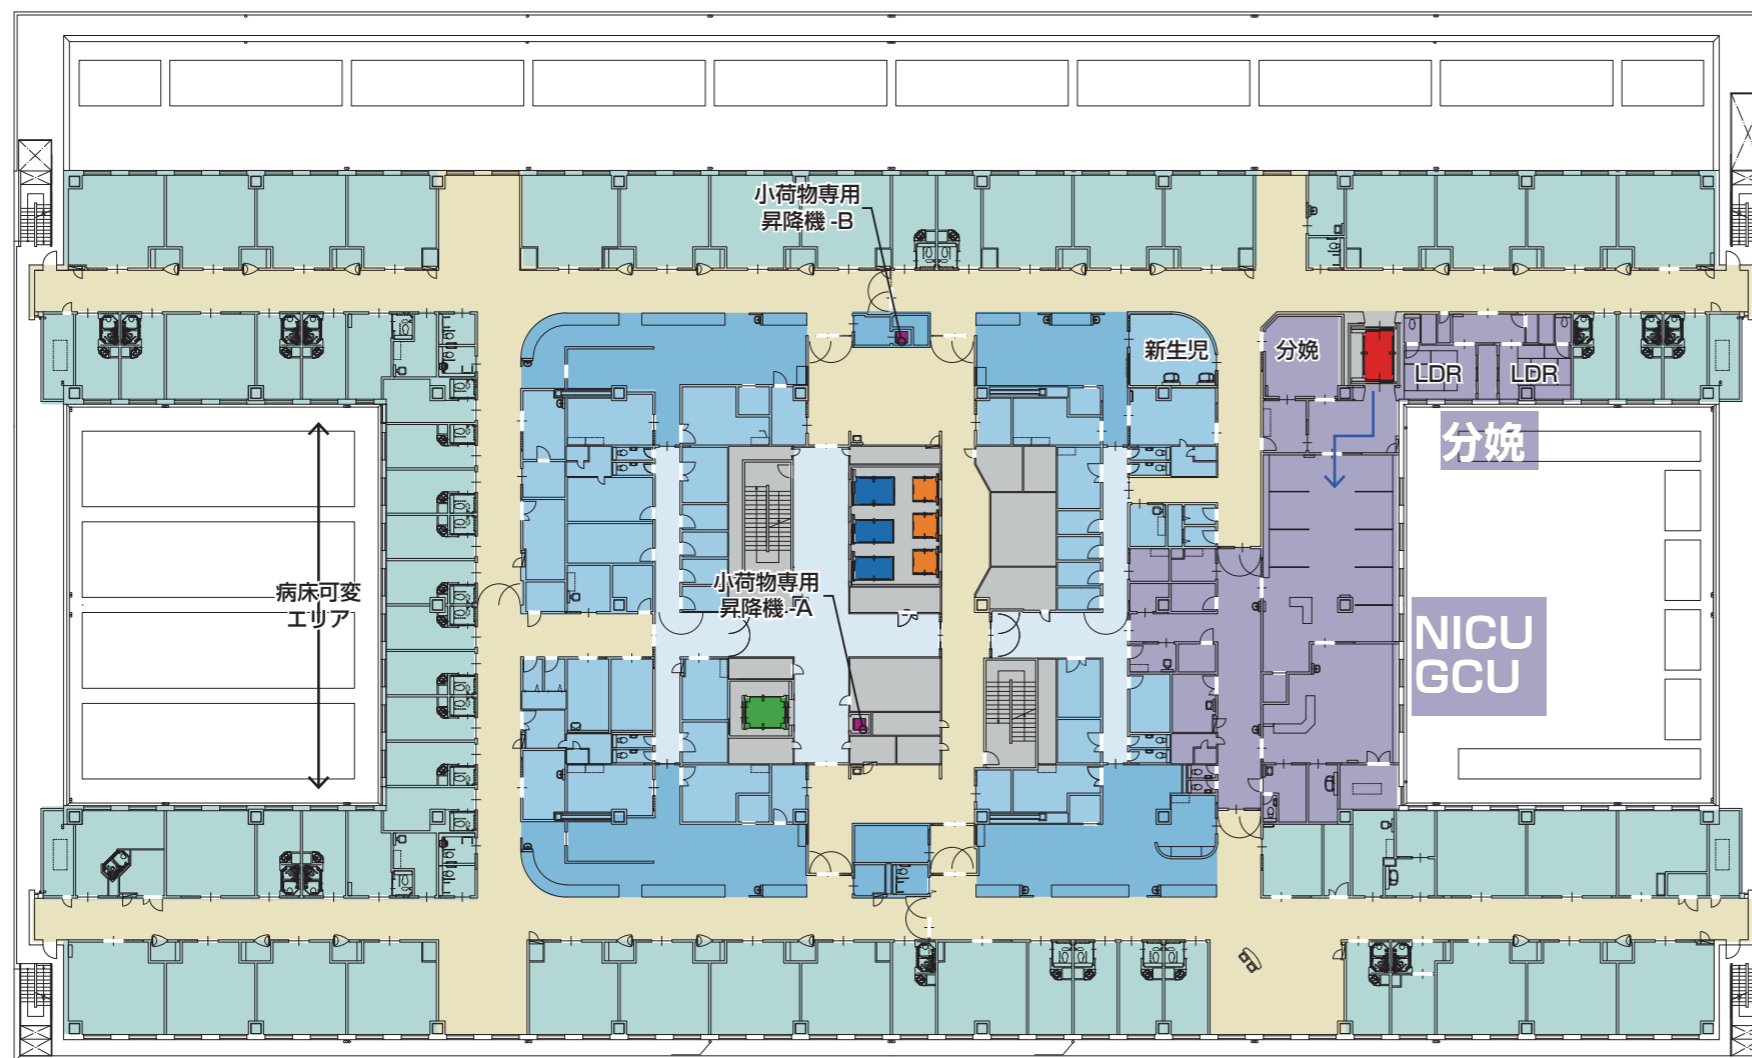 小荷物専用
昇降機 -B
新生児
分娩
LDR
LDR
分娩
病床可変
エリア
小荷物専用
昇降機 -A
NICU
GCU